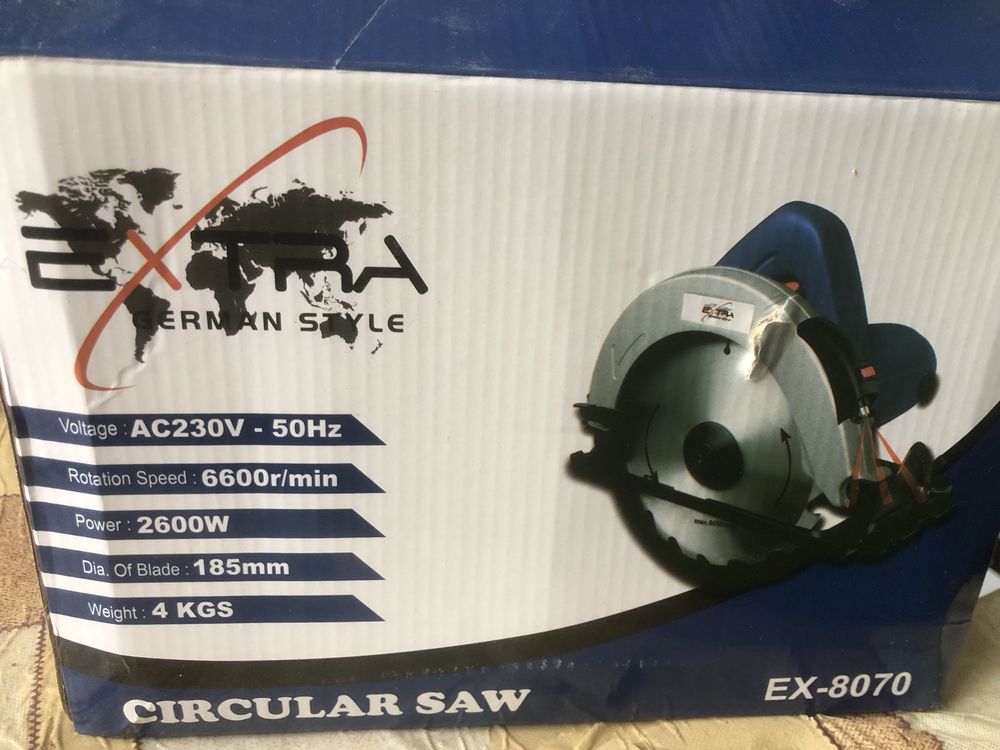 EXTRA
GERMAN STYLE
EXTRA
Voltage : AC230V - 50Hz
Rotation Speed : 6600r/min
Power : 2600W
Dia. Of Blade : 185mm
Weight : 4 KGS
CIRCULAR SAW
EX-8070